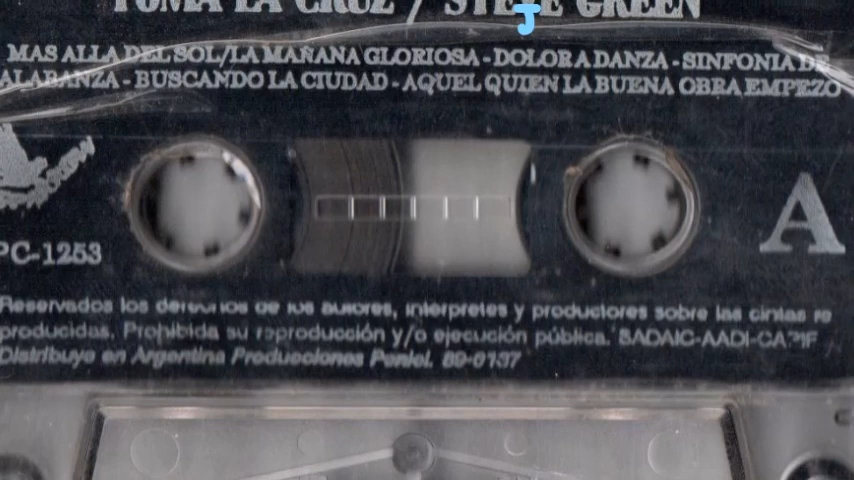 TOMA LA CRUZ / STEVE GREEN
J
MAS ALLA DEL SOL/LA MAÑANA GLORIOSA - DOLOR A DANZA - SINFONIA DE
ALABANZA - BUSCANDO LA CIUDAD - AQUEL QUIEN LA BUENA OBRA EMPEZO
A
PC-1253
Reservados los derechos de los autores, interpretes y productores sobre las cintas re
producidas. Prohibida su reproducción y/o ejecución pública. SADAIC-AADI-CAPIF
Distribuye en Argentina Producciones Peniel. 89-0137